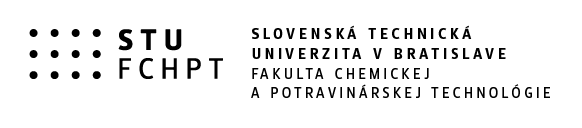 STU
FCHPT
SLOVENSKÁ TECHNICKÁ
UNIVERZITA V BRATISLAVE
FAKULTA CHEMICKEJ
A POTRAVINÁRSKEJ TECHNOLÓGIE